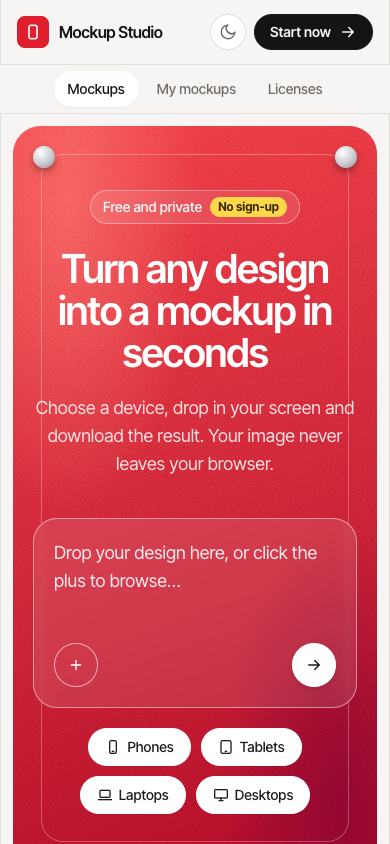 Mockup Studio
Start now
Mockups
My mockups
Licenses
Free and private
No sign-up
Turn any design
into a mockup in
seconds
Choose a device, drop in your screen and
download the result. Your image never
leaves your browser.
Drop your design here, or click the
plus to browse...
Phones
Tablets
Laptops
Desktops